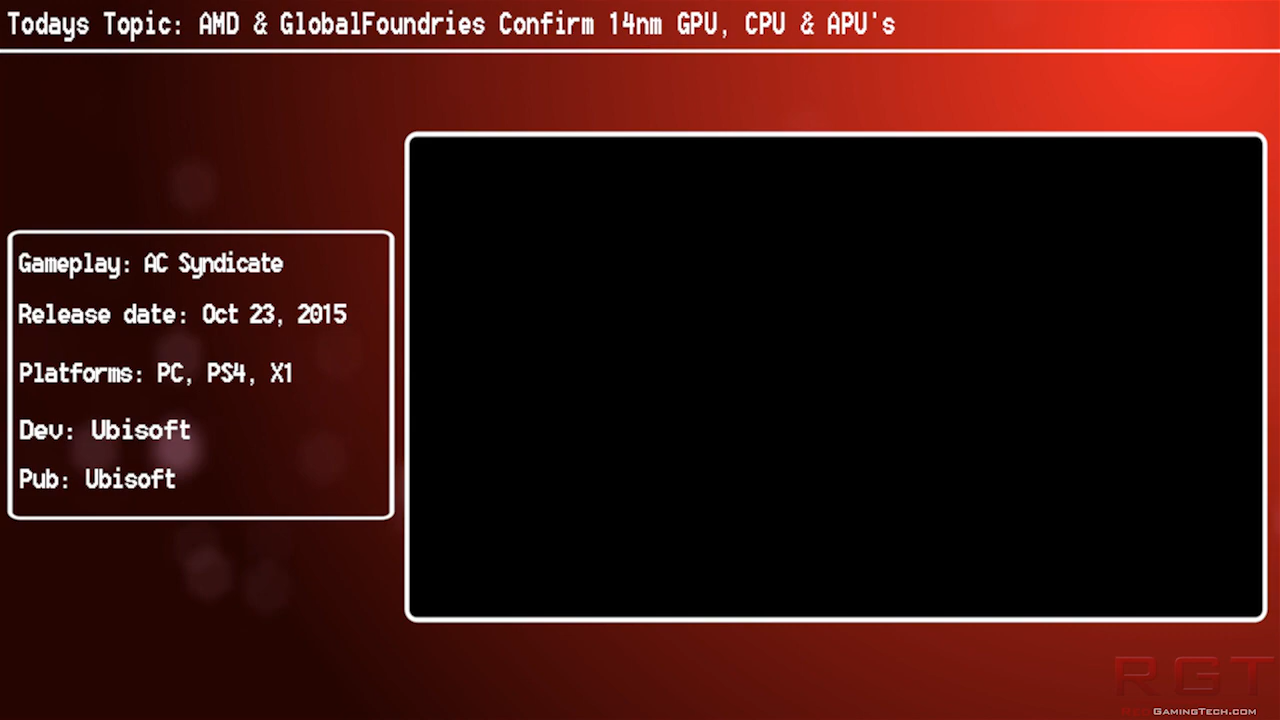 Todays Topic: AMD & GlobalFoundries Confirm 14nm GPU, CPU & APU's
Gameplay: AC Syndicate
Release date: Oct 23, 2015
Platforms: PC, PS4, X1
Dev: Ubisoft
Pub: Ubisoft
RGT
RedGamingTech.com